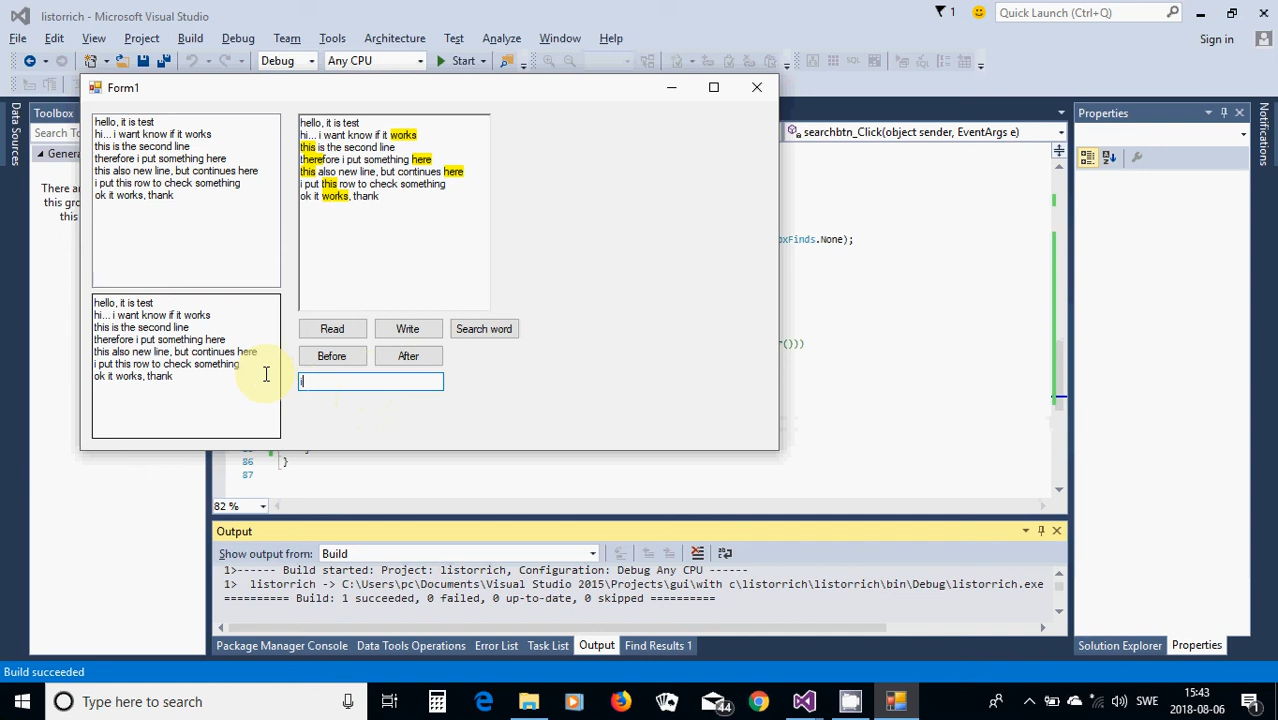 listorrich - Microsoft Visual Studio
1
Quick Launch (Ctrl+Q)
File Edit View Project Build Debug Team Tools Architecture Test Analyze Window Help
Sign in
Debug Any CPU Start
Form1
Data Sources
Toolbox
Search To
Genera
There ar
this gro
this
hello, it is test
hi... i want know if it works
this is the second line
therefore i put something here
this also new line, but continues here
i put this row to check something
ok it works, thank
hello, it is test
hi... i want know if it works
this is the second line
therefore i put something here
this also new line, but continues here
i put this row to check something
ok it works, thank
hello, it is test
hi... i want know if it works
this is the second line
therefore i put something here
this also new line, but continues here
i put this row to check something
ok it works, thank
Read Write Search word
Before After
i
searchbtn_Click(object sender, EventArgs e)
oxFinds.None);
()))
86 }
87
82 %
Properties
Notifications
Output
Show output from: Build
1>------ Build started: Project: listorrich, Configuration: Debug Any CPU ------
1> listorrich -> C:\Users\pc\Documents\Visual Studio 2015\Projects\gui\with c\listorrich\listorrich\bin\Debug\listorrich.exe
========== Build: 1 succeeded, 0 failed, 0 up-to-date, 0 skipped ==========
Package Manager Console Data Tools Operations Error List Task List Output Find Results 1
Solution Explorer Properties
Build succeeded
Type here to search
44
SWE
15:43
2018-08-06
1